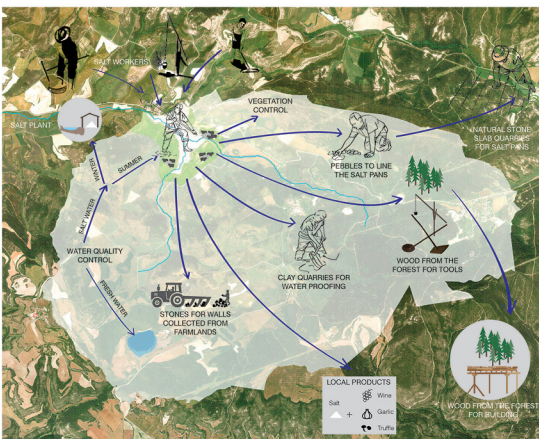 SALT WORKERS
VEGETATION
CONTROL
SALT PLANT
NATURAL STONE
SLAB QUARRIES
FOR SALT PANS
PEBBLES TO LINE
THE SALT PANS
WINTER
SUMMER
SALT WATER
WATER QUALITY
CONTROL
FRESH WATER
CLAY QUARRIES FOR
WATER PROOFING
WOOD FROM THE
FOREST FOR TOOLS
STONES FOR WALLS
COLLECTED FROM
FARMLANDS
LOCAL PRODUCTS
Salt
+
Wine
Garlic
Truffle
WOOD FROM THE FOREST
FOR BUILDING